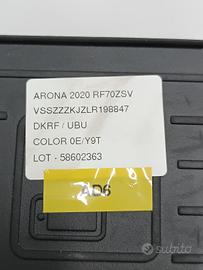 ARONA 2020 RF70ZSV
VSSZZZKJZLR198847
DKRF / UBU
COLOR 0E/Y9T
LOT - 58602363
AD6
subito